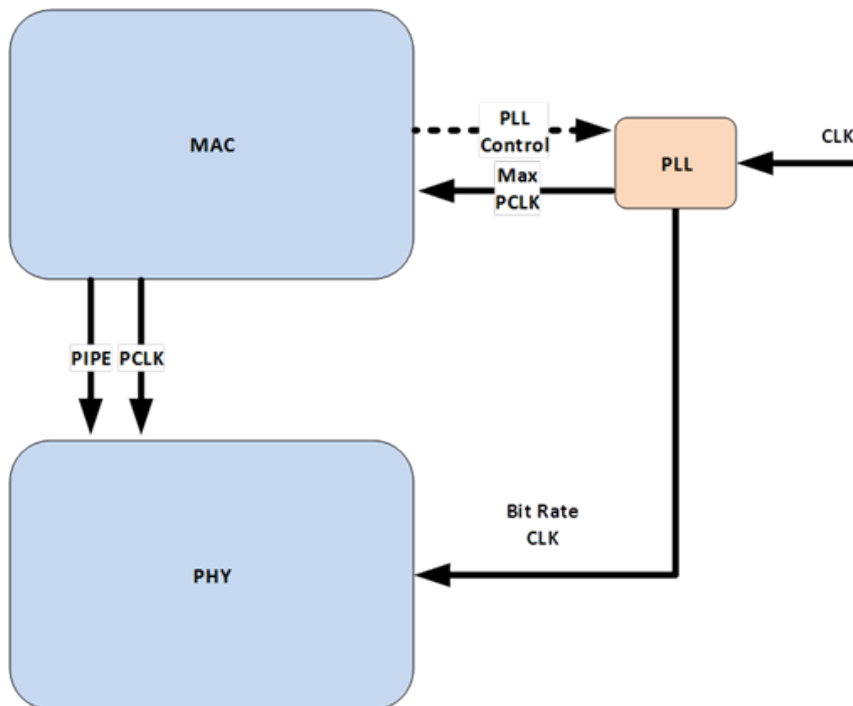 MAC
PLL
Control
Max
PCLK
PLL
CLK
PIPE
PCLK
Bit Rate
CLK
PHY